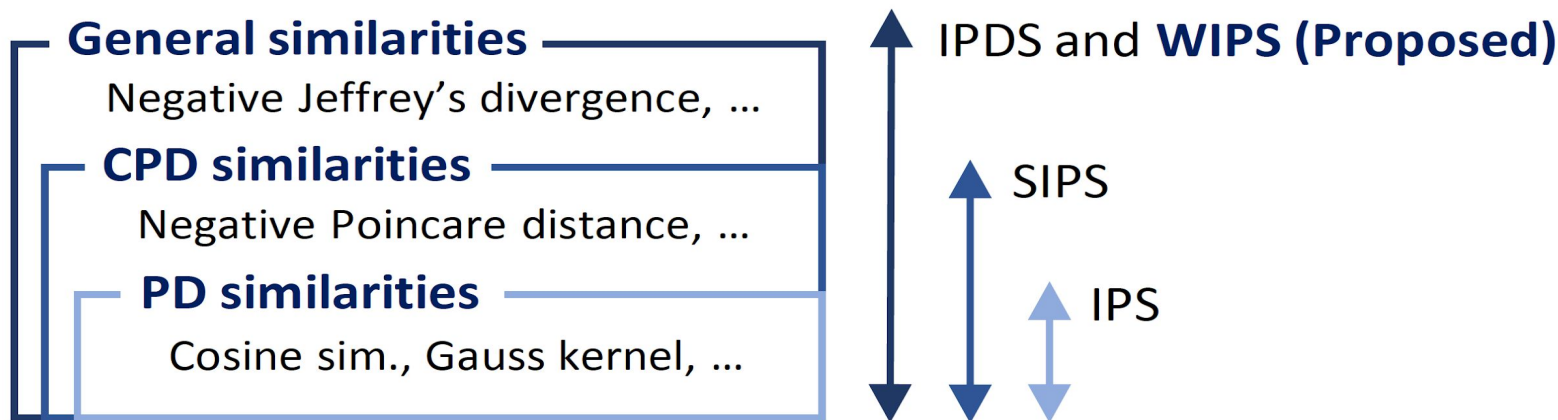 General similarities
Negative Jeffrey's divergence, ...
CPD similarities
Negative Poincare distance, ...
PD similarities
Cosine sim., Gauss kernel, ...
IPDS and WIPS (Proposed)
SIPS
IPS